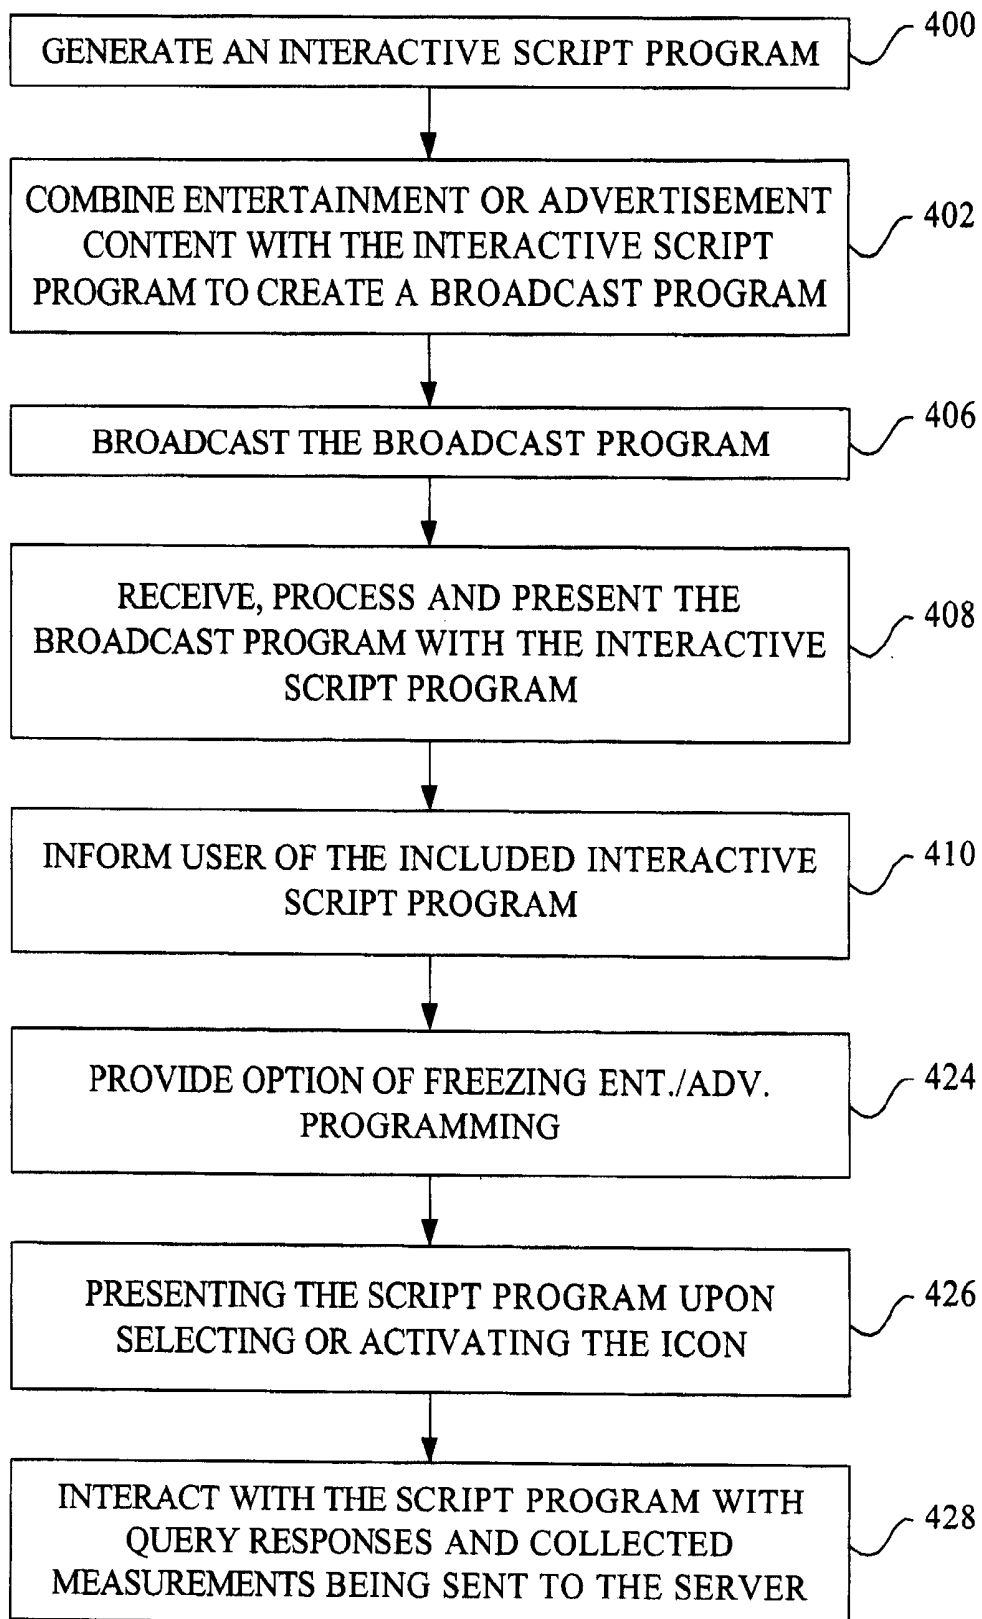 400
GENERATE AN INTERACTIVE SCRIPT PROGRAM
COMBINE ENTERTAINMENT OR ADVERTISEMENT
CONTENT WITH THE INTERACTIVE SCRIPT
PROGRAM TO CREATE A BROADCAST PROGRAM
402
BROADCAST THE BROADCAST PROGRAM
406
RECEIVE, PROCESS AND PRESENT THE
BROADCAST PROGRAM WITH THE INTERACTIVE
SCRIPT PROGRAM
408
INFORM USER OF THE INCLUDED INTERACTIVE
SCRIPT PROGRAM
410
PROVIDE OPTION OF FREEZING ENT./ADV.
PROGRAMMING
424
PRESENTING THE SCRIPT PROGRAM UPON
SELECTING OR ACTIVATING THE ICON
426
INTERACT WITH THE SCRIPT PROGRAM WITH
QUERY RESPONSES AND COLLECTED
MEASUREMENTS BEING SENT TO THE SERVER
428